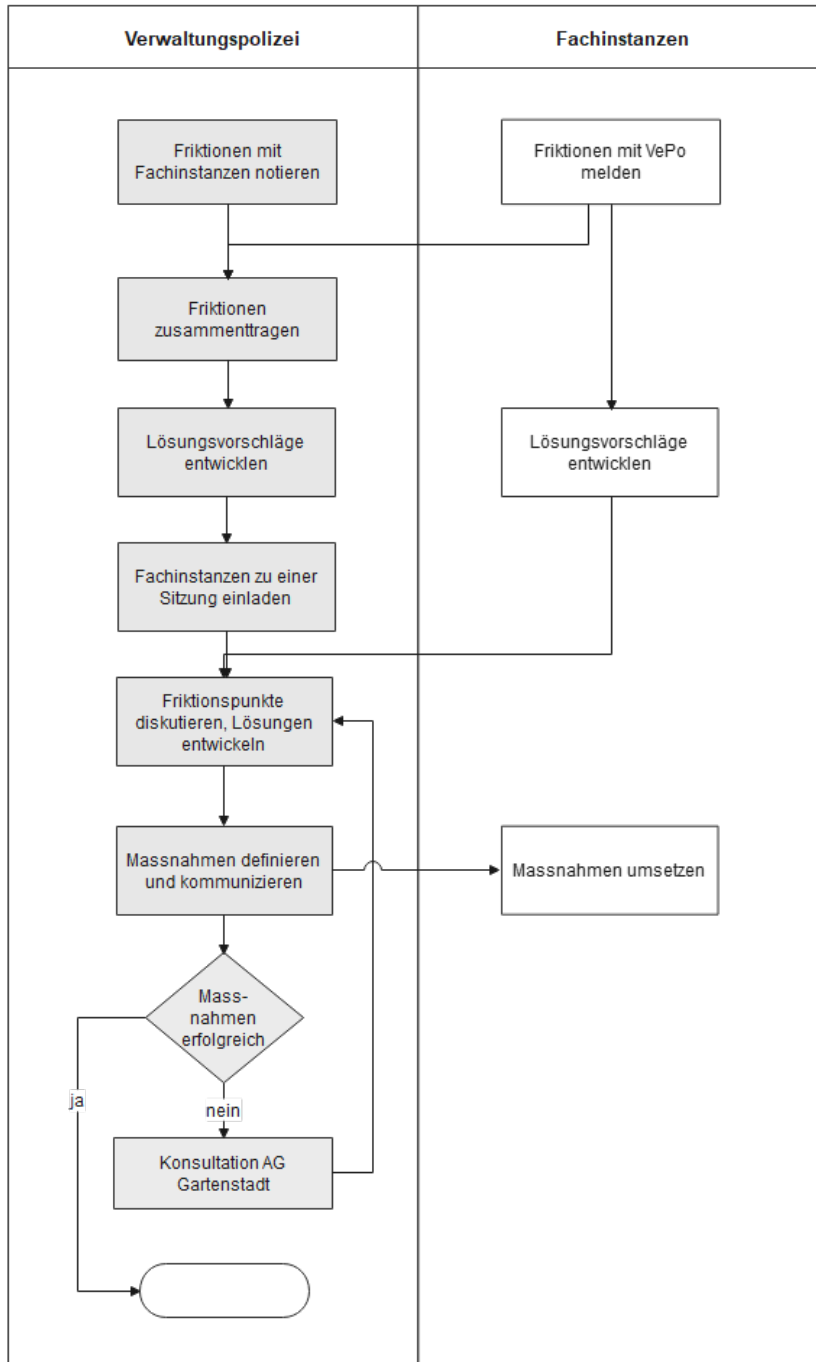 Verwaltungspolizei
Fachinstanzen
Friktionen mit
Fachinstanzen notieren
Friktionen mit VePo
melden
Friktionen
zusammenttragen
Lösungsvorschläge
entwicklen
Lösungsvorschläge
entwicklen
Fachinstanzen zu einer
Sitzung einladen
Friktionspunkte
diskutieren, Lösungen
entwickeln
Massnahmen definieren
und kommunizieren
Massnahmen umsetzen
Mass-
nahmen
erfolgreich
ja
nein
Konsultation AG
Gartenstadt